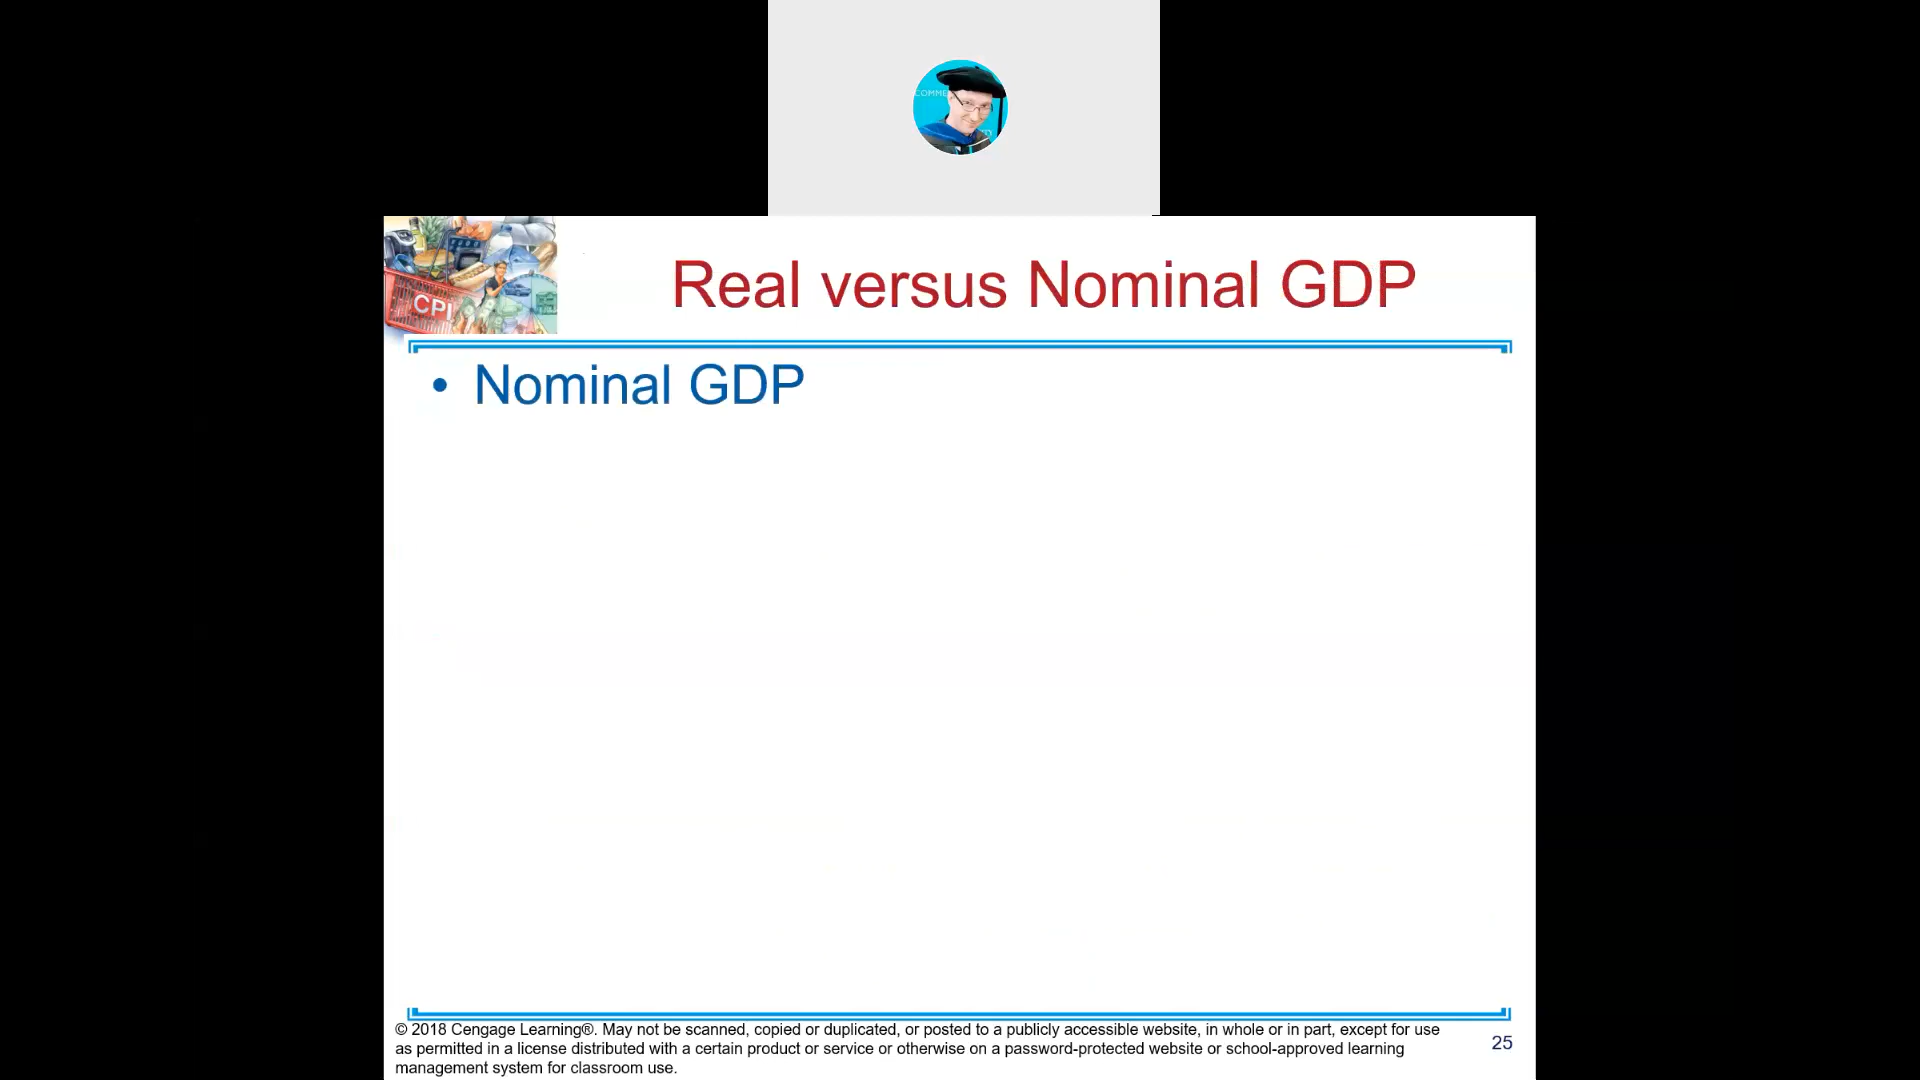 COMME
CPI
Real versus Nominal GDP
• Nominal GDP
© 2018 Cengage Learning®. May not be scanned, copied or duplicated, or posted to a publicly accessible website, in whole or in part, except for use
as permitted in a license distributed with a certain product or service or otherwise on a password-protected website or school-approved learning
management system for classroom use.
25